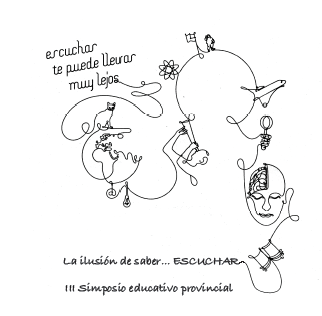 escuchar
te puede llevar
muy lejos
La ilusión de saber... ESCUCHAR
III Simposio educativo provincial